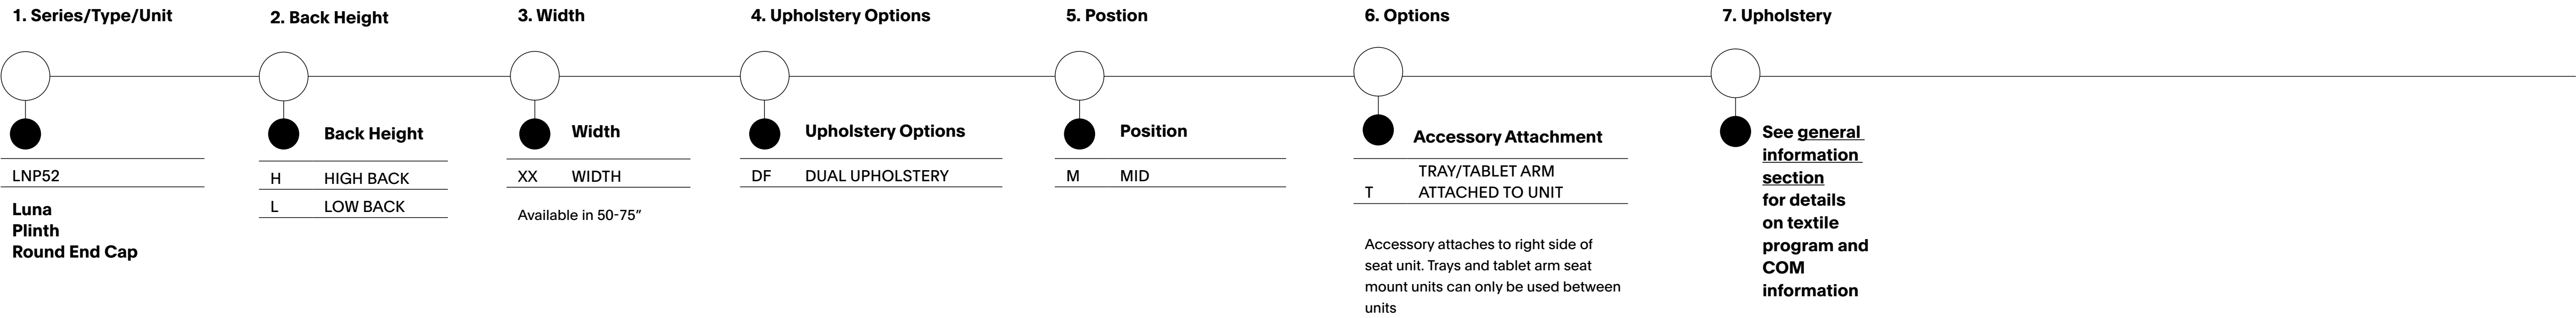 1. Series/Type/Unit
LNP52
Luna
Plinth
Round End Cap
2. Back Height
Back Height
H HIGH BACK
L LOW BACK
3. Width
Width
XX WIDTH
Available in 50-75”
4. Upholstery Options
Upholstery Options
DF DUAL UPHOLSTERY
5. Postion
Position
M MID
6. Options
Accessory Attachment
TRAY/TABLET ARM
T ATTACHED TO UNIT
Accessory attaches to right side of
seat unit. Trays and tablet arm seat
mount units can only be used between
units
7. Upholstery
See general
information
section
for details
on textile
program and
COM
information